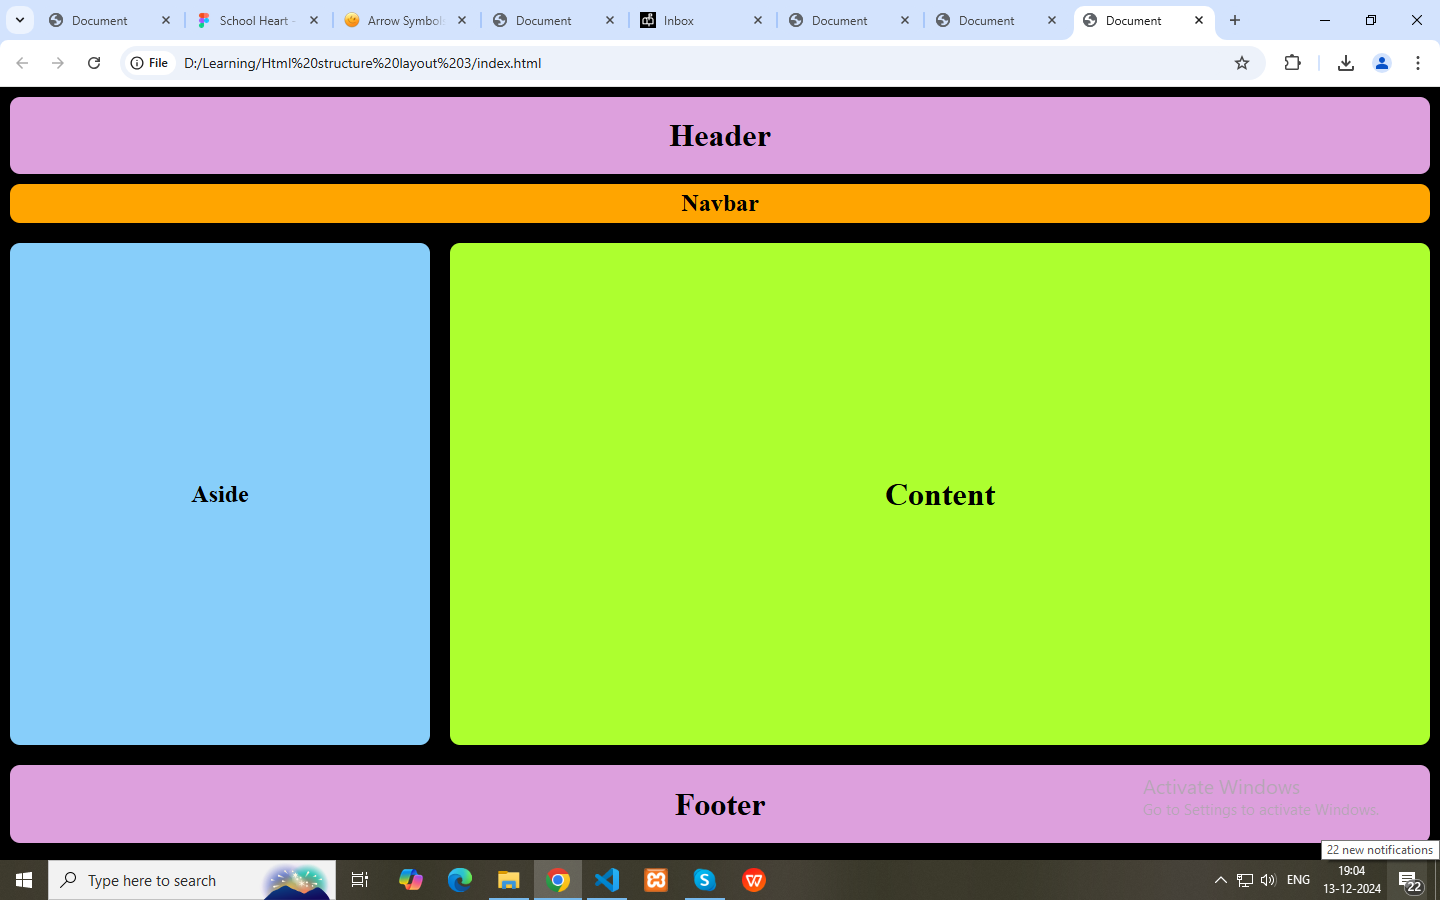 Document
School Heart -
Arrow Symbols
Document
Inbox
Document
Document
Document
File
D:/Learning/Html%20structure%20layout%203/index.html
Header
Navbar
Aside
Content
Footer
Activate Windows
Go to Settings to activate Windows.
22 new notifications
Type here to search
ENG
19:04
13-12-2024
22